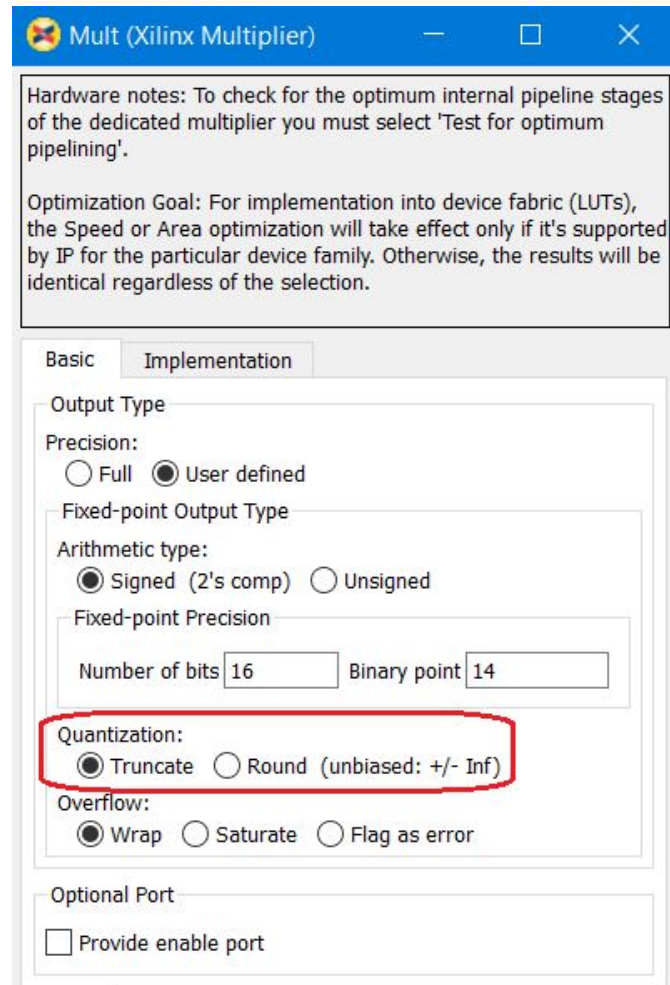 Mult (Xilinx Multiplier)
Hardware notes: To check for the optimum internal pipeline stages
of the dedicated multiplier you must select 'Test for optimum
pipelining'.
Optimization Goal: For implementation into device fabric (LUTs),
the Speed or Area optimization will take effect only if it's supported
by IP for the particular device family. Otherwise, the results will be
identical regardless of the selection.
Basic Implementation
Output Type
Precision:
Full User defined
Fixed-point Output Type
Arithmetic type:
Signed (2's comp) Unsigned
Fixed-point Precision
Number of bits 16 Binary point 14
Quantization:
Truncate Round (unbiased: +/- Inf)
Overflow:
Wrap Saturate Flag as error
Optional Port
Provide enable port